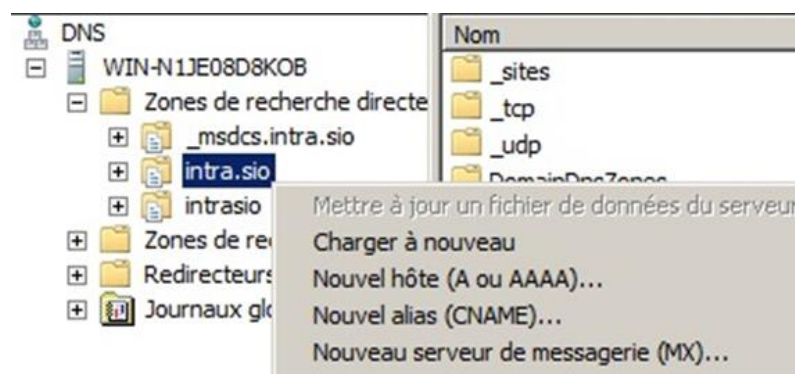 DNS
WIN-N1JE08D8KOB
Zones de recherche directe
_msdcs.intra.sio
intra.sio
intrasio
Zones de re
Redirecteurs
Journaux glo
Nom
_sites
_tcp
_udp
DomainDnsZones
Mettre à jour un fichier de données du serveur
Charger à nouveau
Nouvel hôte (A ou AAAA)...
Nouvel alias (CNAME)...
Nouveau serveur de messagerie (MX)...